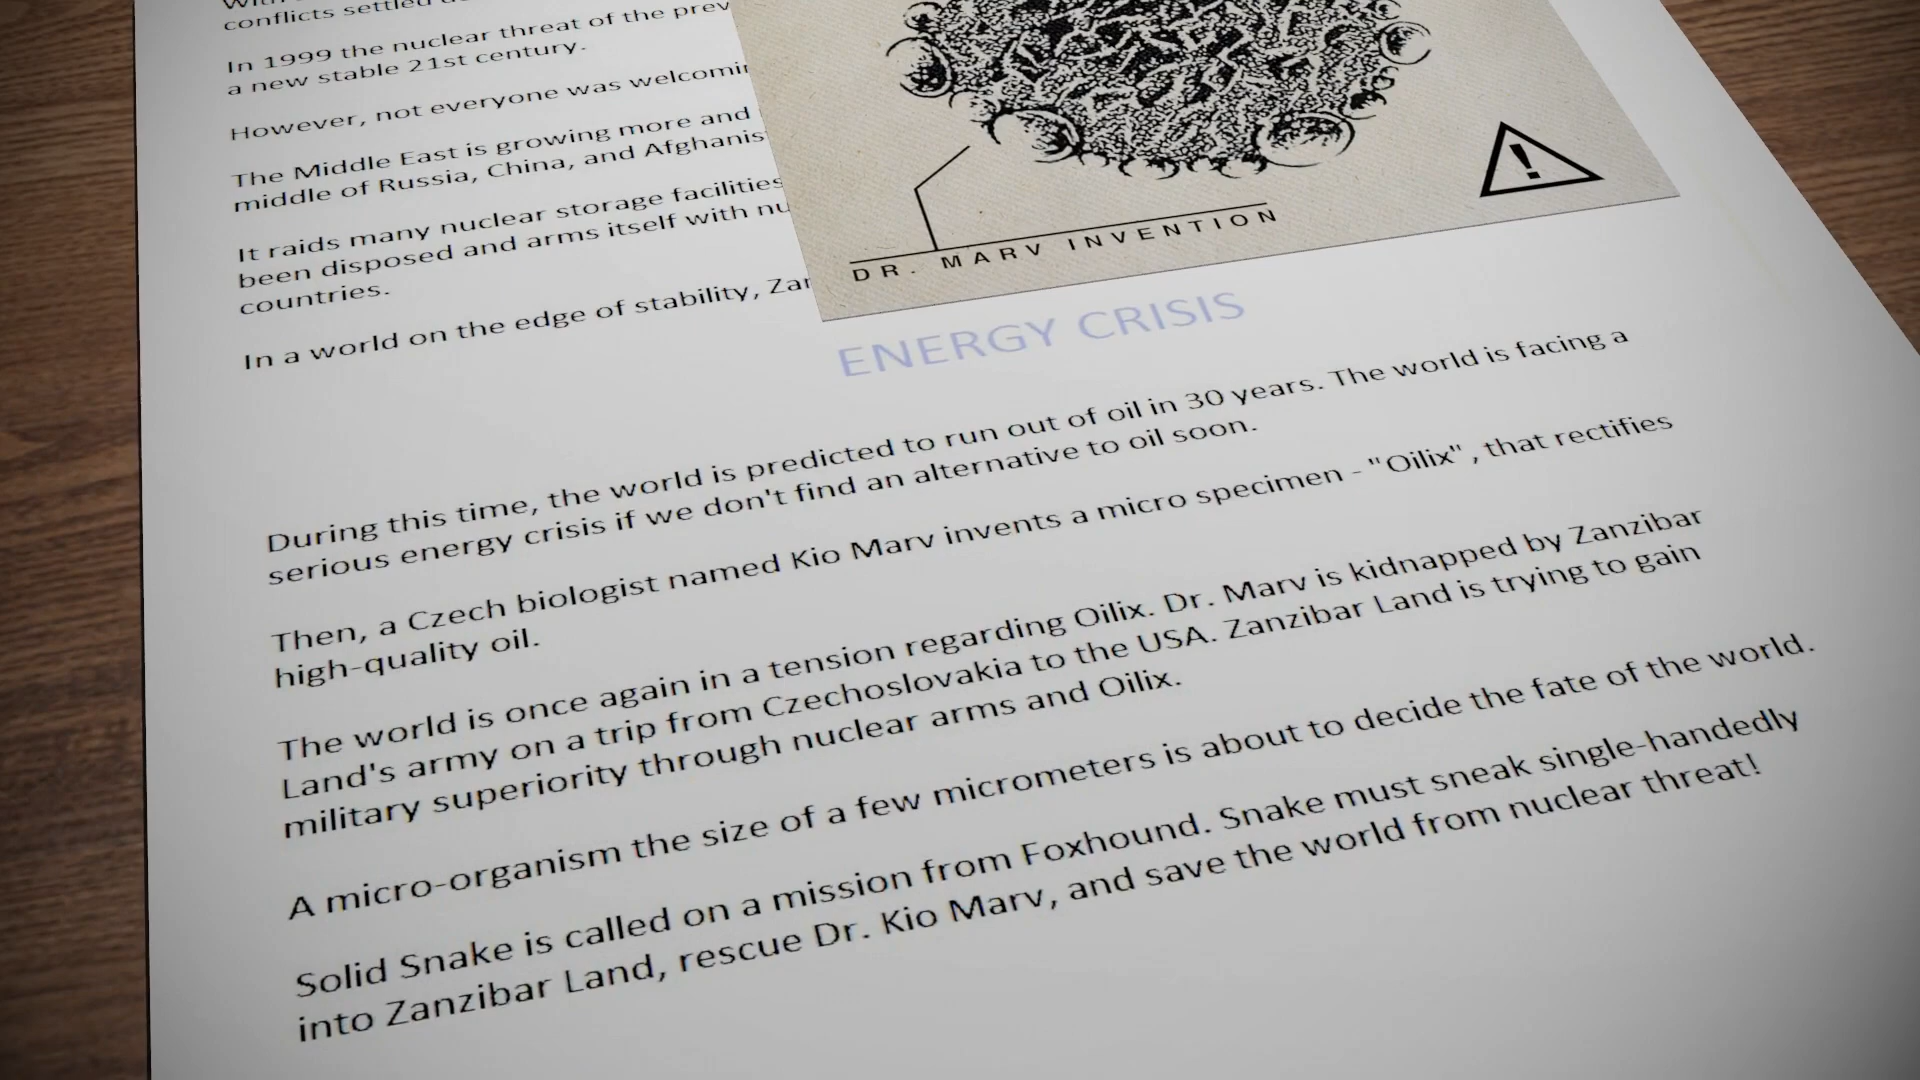 conflicts settled
In 1999 the nuclear threat of the prev
a new stable 21st century.
However, not everyone was welcomin
The Middle East is growing more and
middle of Russia, China, and Afghanis
It raids many nuclear storage facilities
been disposed and arms itself with nu
countries.
In a world on the edge of stability, Zan
DR. MARV INVENTION
ENERGY CRISIS
During this time, the world is predicted to run out of oil in 30 years. The world is facing a
serious energy crisis if we don't find an alternative to oil soon.
Then, a Czech biologist named Kio Marv invents a micro specimen - "Oilix" , that rectifies
high-quality oil.
The world is once again in a tension regarding Oilix. Dr. Marv is kidnapped by Zanzibar
Land's army on a trip from Czechoslovakia to the USA. Zanzibar Land is trying to gain
military superiority through nuclear arms and Oilix.
A micro-organism the size of a few micrometers is about to decide the fate of the world.
Solid Snake is called on a mission from Foxhound. Snake must sneak single-handedly
into Zanzibar Land, rescue Dr. Kio Marv, and save the world from nuclear threat!